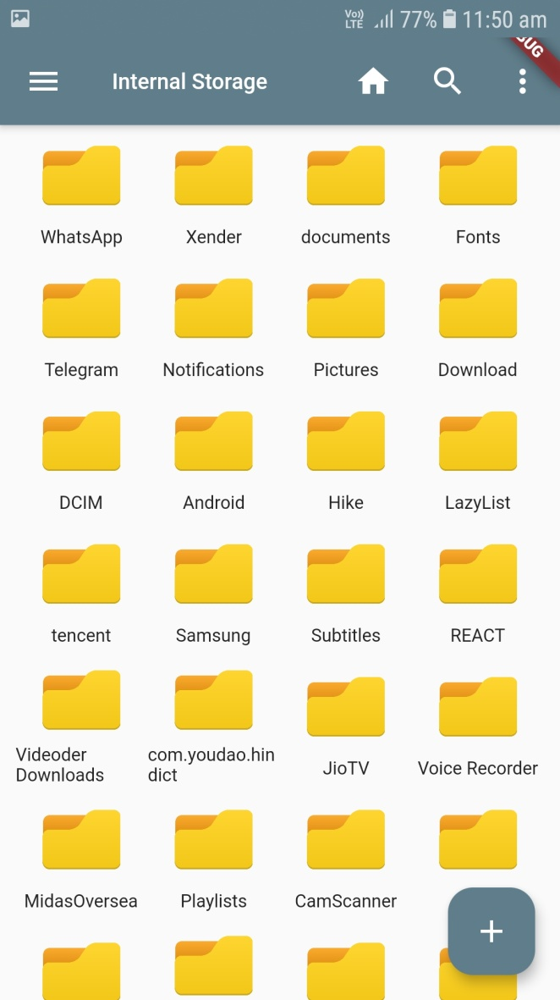 Vo))
LTE
77%
11:50 am
Internal Storage
WhatsApp
Xender
documents
Fonts
Telegram
Notifications
Pictures
Download
DCIM
Android
Hike
LazyList
tencent
Samsung
Subtitles
REACT
Videoder
Downloads
com.youdao.hin
dict
JioTV
Voice Recorder
MidasOversea
Playlists
CamScanner
+